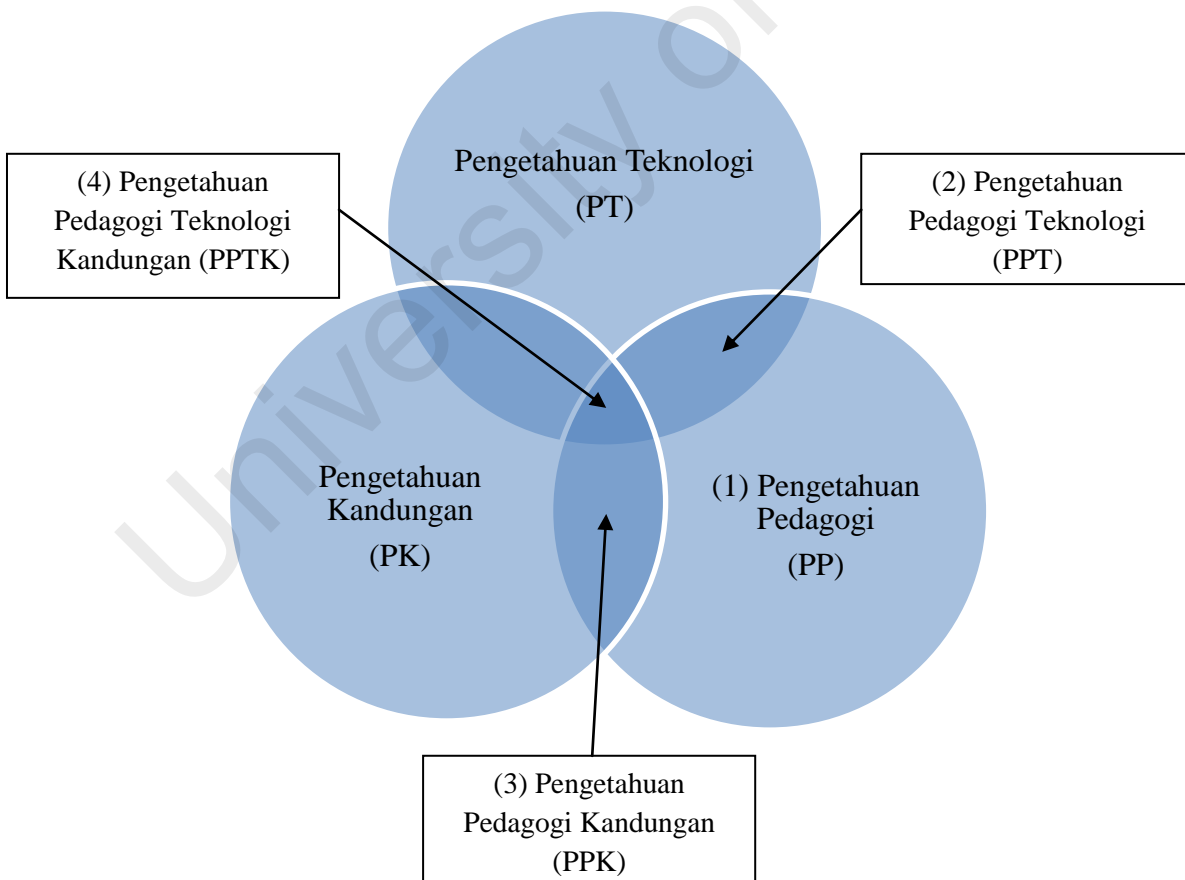 University of
Pengetahuan Teknologi
(PT)
(4) Pengetahuan
Pedagogi Teknologi
Kandungan (PPTK)
(2) Pengetahuan
Pedagogi Teknologi
(PPT)
Pengetahuan
Kandungan
(PK)
(1) Pengetahuan
Pedagogi
(PP)
(3) Pengetahuan
Pedagogi Kandungan
(PPK)